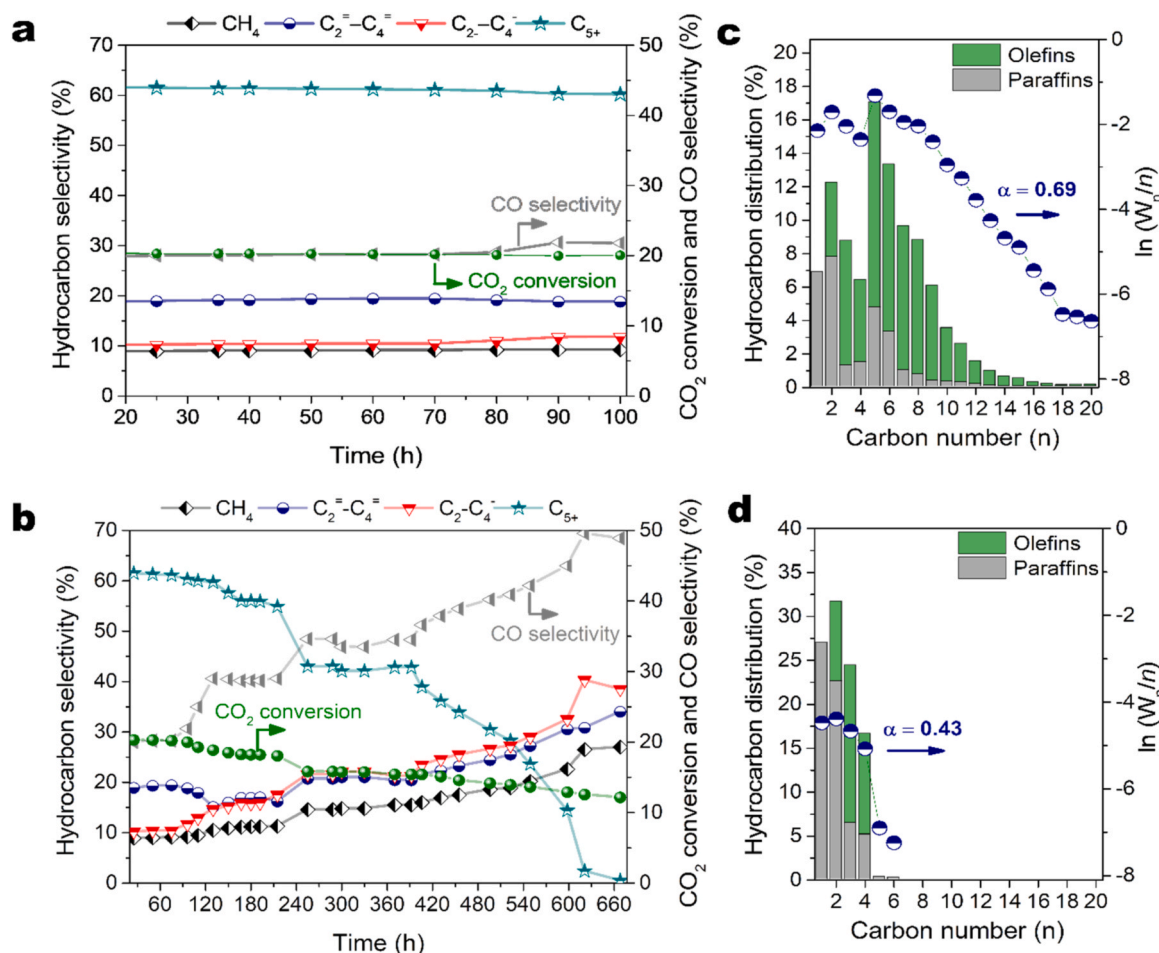 a
CH4 C2=–C4= C2-–C4- C5+
Hydrocarbon selectivity (%)
70
60
50
40
30
20
10
0
CO selectivity
CO2 conversion
50
40
30
20
10
0
CO2 conversion and CO selectivity (%)
20 30 40 50 60 70 80 90 100
Time (h)
c
Olefins
Paraffins
α = 0.69
Hydrocarbon distribution (%)
20
18
16
14
12
10
8
6
4
2
0
0
-2
-4
-6
-8
ln (Wn/n)
2 4 6 8 10 12 14 16 18 20
Carbon number (n)
b
CH4 C2=-C4= C2-C4- C5+
Hydrocarbon selectivity (%)
70
60
50
40
30
20
10
0
CO selectivity
CO2 conversion
50
40
30
20
10
0
CO2 conversion and CO selectivity (%)
60 120 180 240 300 360 420 480 540 600 660
Time (h)
d
Olefins
Paraffins
α = 0.43
Hydrocarbon distribution (%)
40
35
30
25
20
15
10
5
0
0
-2
-4
-6
-8
ln (Wn/n)
2 4 6 8 10 12 14 16 18 20
Carbon number (n)